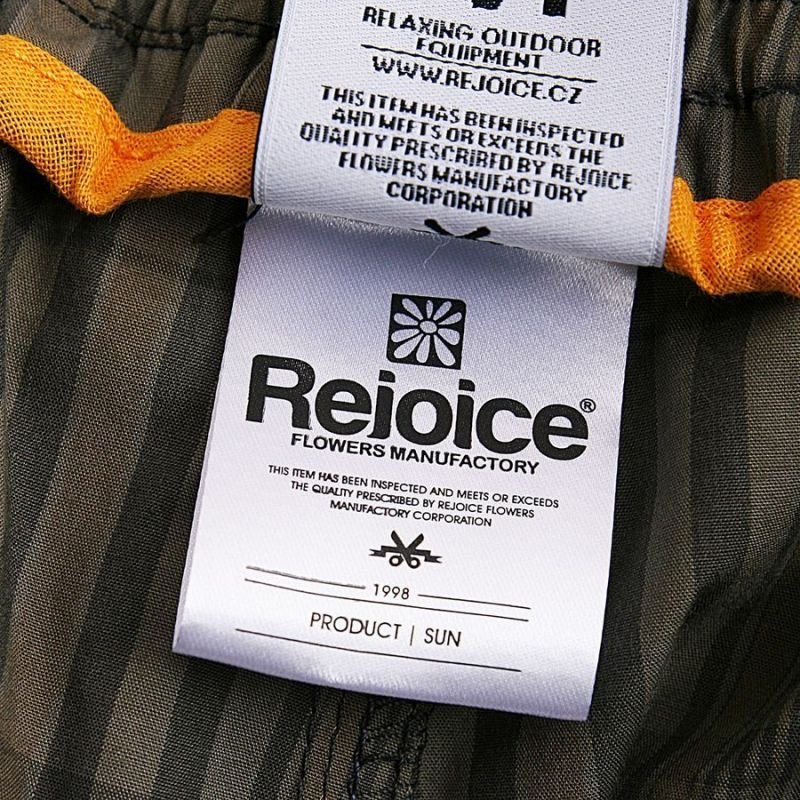 RELAXING OUTDOOR
EQUIPMENT
WWW.REJOICE.CZ
THIS ITEM HAS BEEN INSPECTED
AND MEETS OR EXCEEDS THE
QUALITY PRESCRIBED BY REJOICE
FLOWERS MANUFACTORY
CORPORATION
Rejoice®
FLOWERS MANUFACTORY
THIS ITEM HAS BEEN INSPECTED AND MEETS OR EXCEEDS
THE QUALITY PRESCRIBED BY REJOICE FLOWERS
MANUFACTORY CORPORATION
1998
PRODUCT | SUN